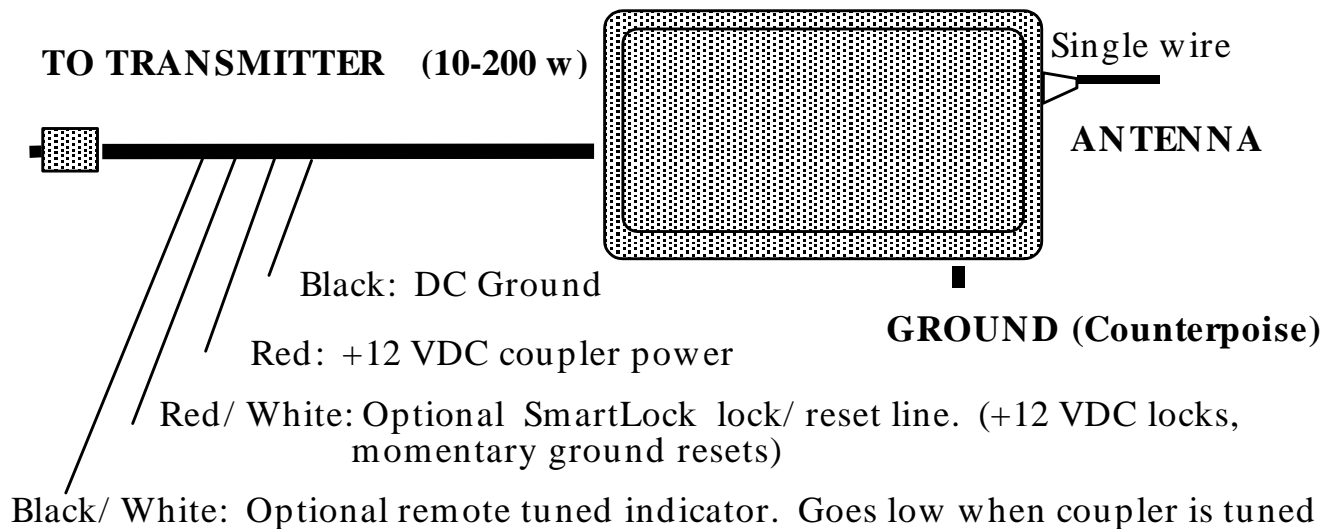 TO TRANSMITTER (10-200 w)
Single wire
ANTENNA
Black: DC Ground
GROUND (Counterpoise)
Red: +12 VDC coupler power
Red/ White: Optional SmartLock lock/ reset line. (+12 VDC locks,
momentary ground resets)
Black/ White: Optional remote tuned indicator. Goes low when coupler is tuned